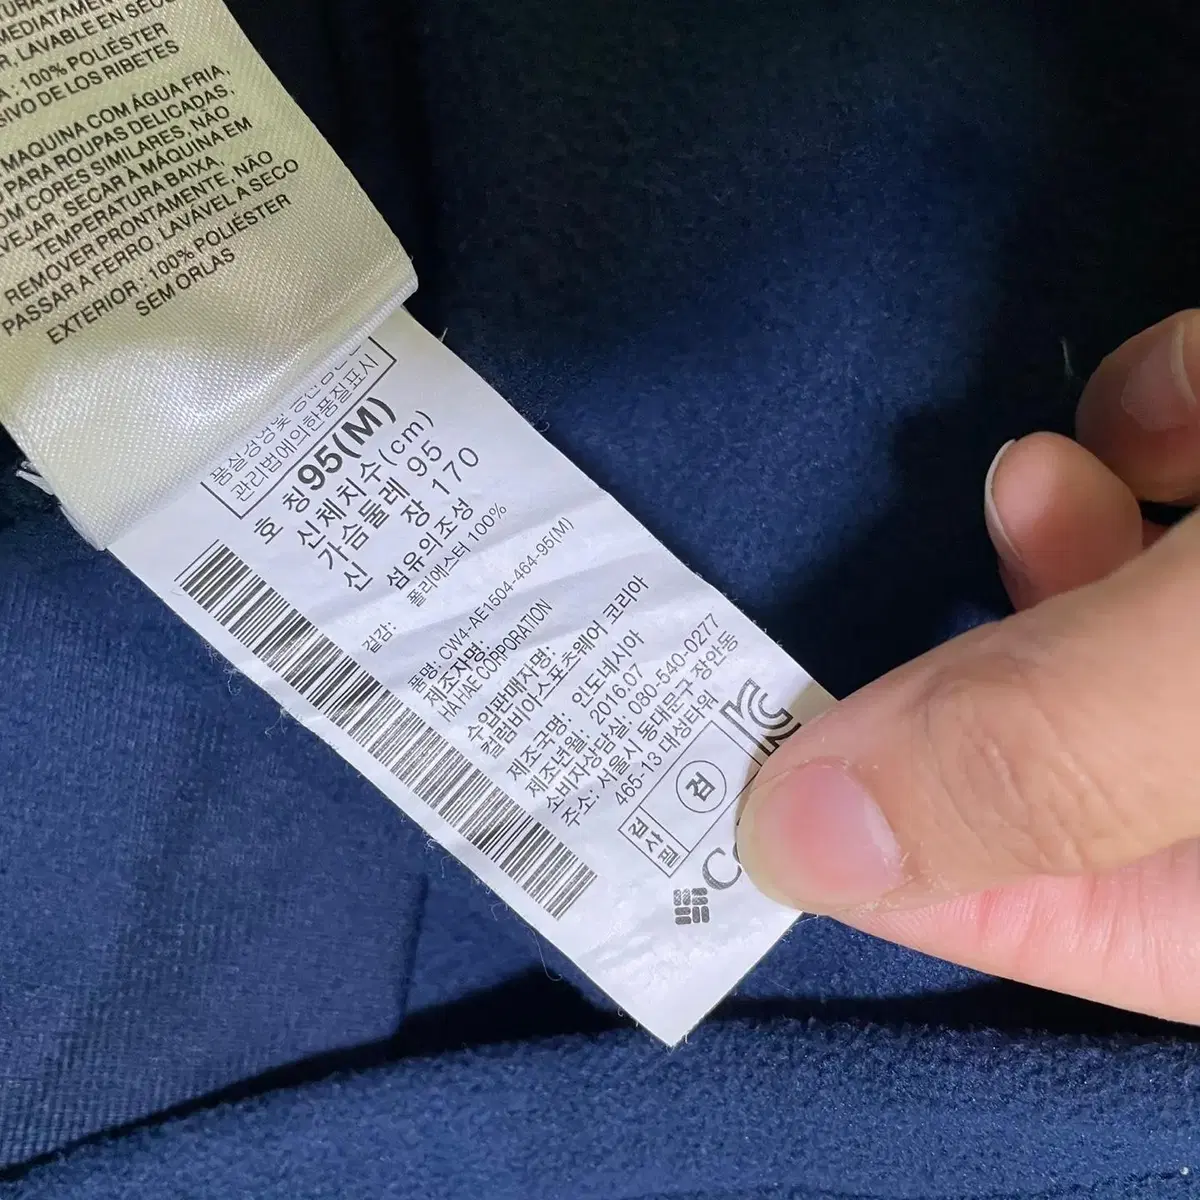 MEDIATAMEN
R, LAVABLE EN SECO
A : 100% POLIÉSTER
SIVO DE LOS RIBETES
MAQUINA COM ÁGUA FRIA,
PARA ROUPAS DELICADAS,
OM CORES SIMILARES, NÃO
VEJAR, SECAR À MÁQUINA EM
TEMPERATURA BAIXA,
REMOVER PRONTAMENTE, NÃO
PASSAR A FERRO, LAVÁVEL A SECO
EXTERIOR : 100% POLIÉSTER
SEM ORLAS
관리법에의한품질표시
호 칭 95(M)
신체치수(cm)
가슴둘레 95
신 장 170
섬유의조성
겉감: 폴리에스터 100%
품명: CW4-AE1504-464-95(M)
제조자명:
HAHAE CORPORATION
수입판매자명:
컬럼비아스포츠웨어 코리아
제조국명: 인도네시아
제조년월: 2016.07
소비자상담실: 080-540-0277
주소: 서울시 동대문구 장안동
465-13 대성타워
검사필 검
C